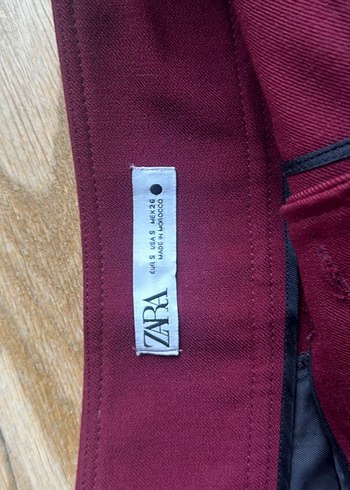 ZARA
EUR S USA S MEX 26
MADE IN MOROCCO